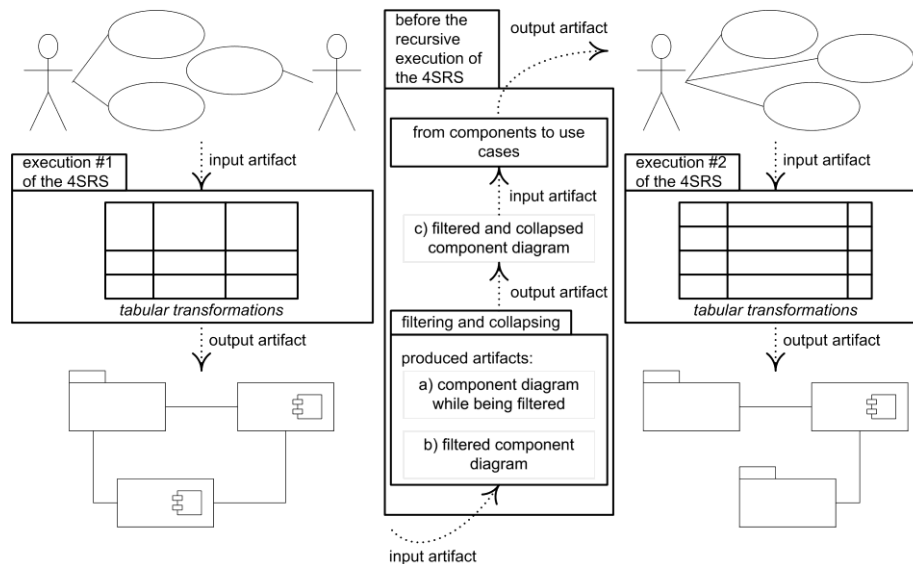 input artifact
execution #1
of the 4SRS
tabular transformations
output artifact
before the
recursive
execution of
the 4SRS
output artifact
from components to use
cases
input artifact
c) filtered and collapsed
component diagram
output artifact
filtering and collapsing
produced artifacts:
a) component diagram
while being filtered
b) filtered component
diagram
input artifact
input artifact
execution #2
of the 4SRS
tabular transformations
output artifact